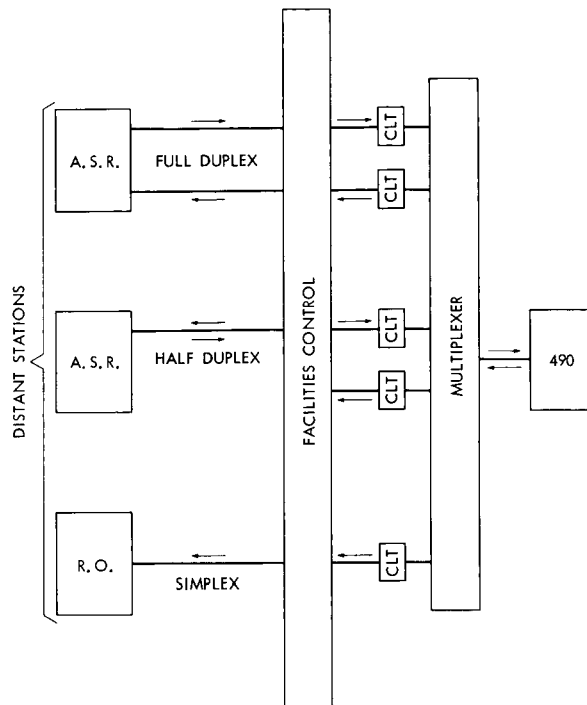 DISTANT STATIONS
A. S. R.
FULL DUPLEX
A. S. R.
HALF DUPLEX
R. O.
SIMPLEX
FACILITIES CONTROL
CLT
CLT
CLT
CLT
CLT
MULTIPLEXER
490